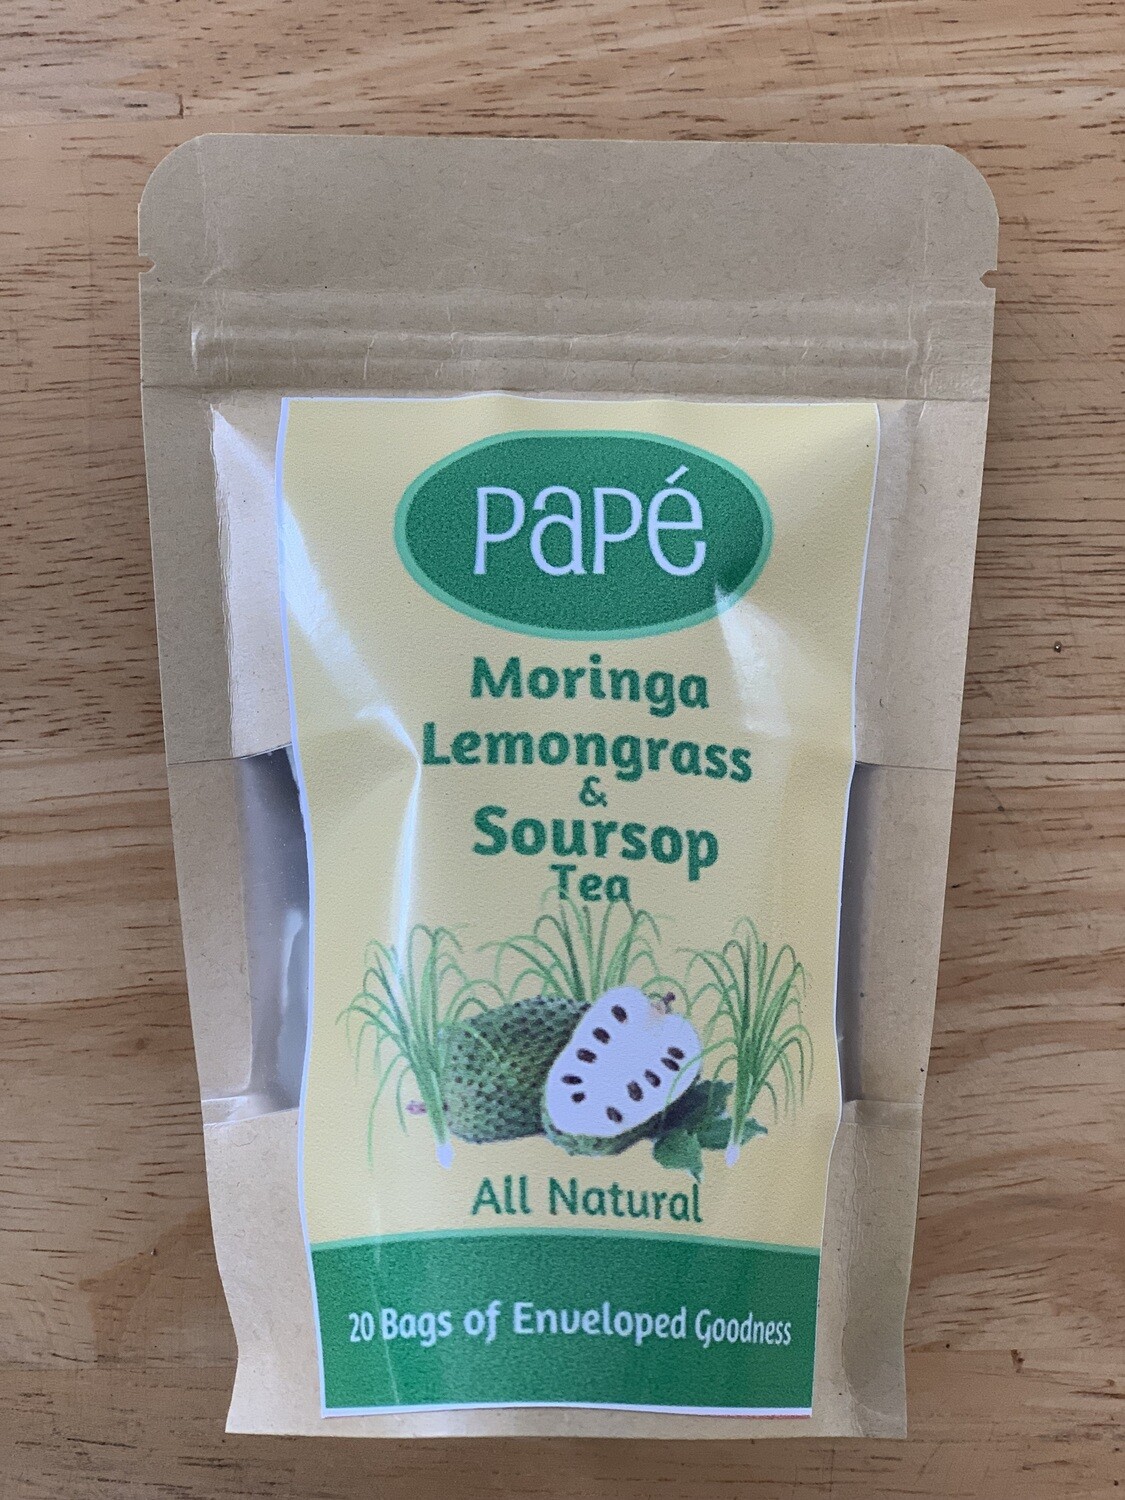 Papé
Moringa
Lemongrass
&
Soursop
Tea
All Natural
20 Bags of Enveloped Goodness